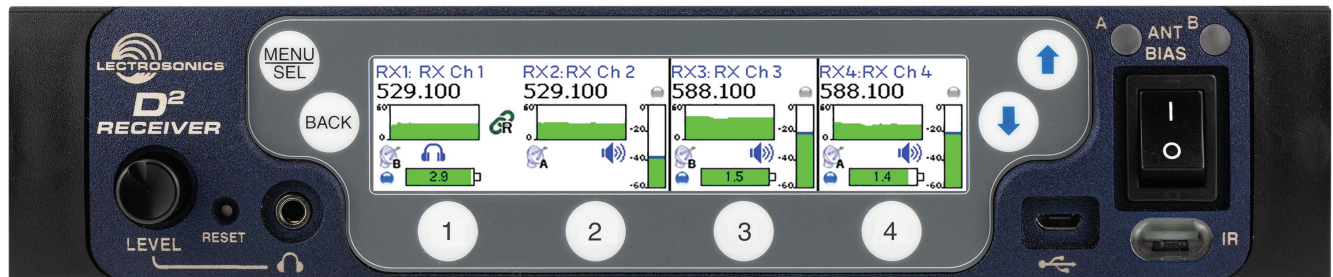 LECTROSONICS
D2
RECEIVER
LEVEL
RESET
MENU
SEL
BACK
RX1: RX Ch 1
529.100
60
0
R
B
2.9
RX2:RX Ch 2
529.100
60
0
A
0
-20
-40
-60
RX3: RX Ch 3
588.100
60
0
B
1.5
0
-20
-40
-60
RX4:RX Ch 4
588.100
60
0
A
1.4
0
-20
-40
-60
1
2
3
4
A
ANT
BIAS
B
I
O
IR